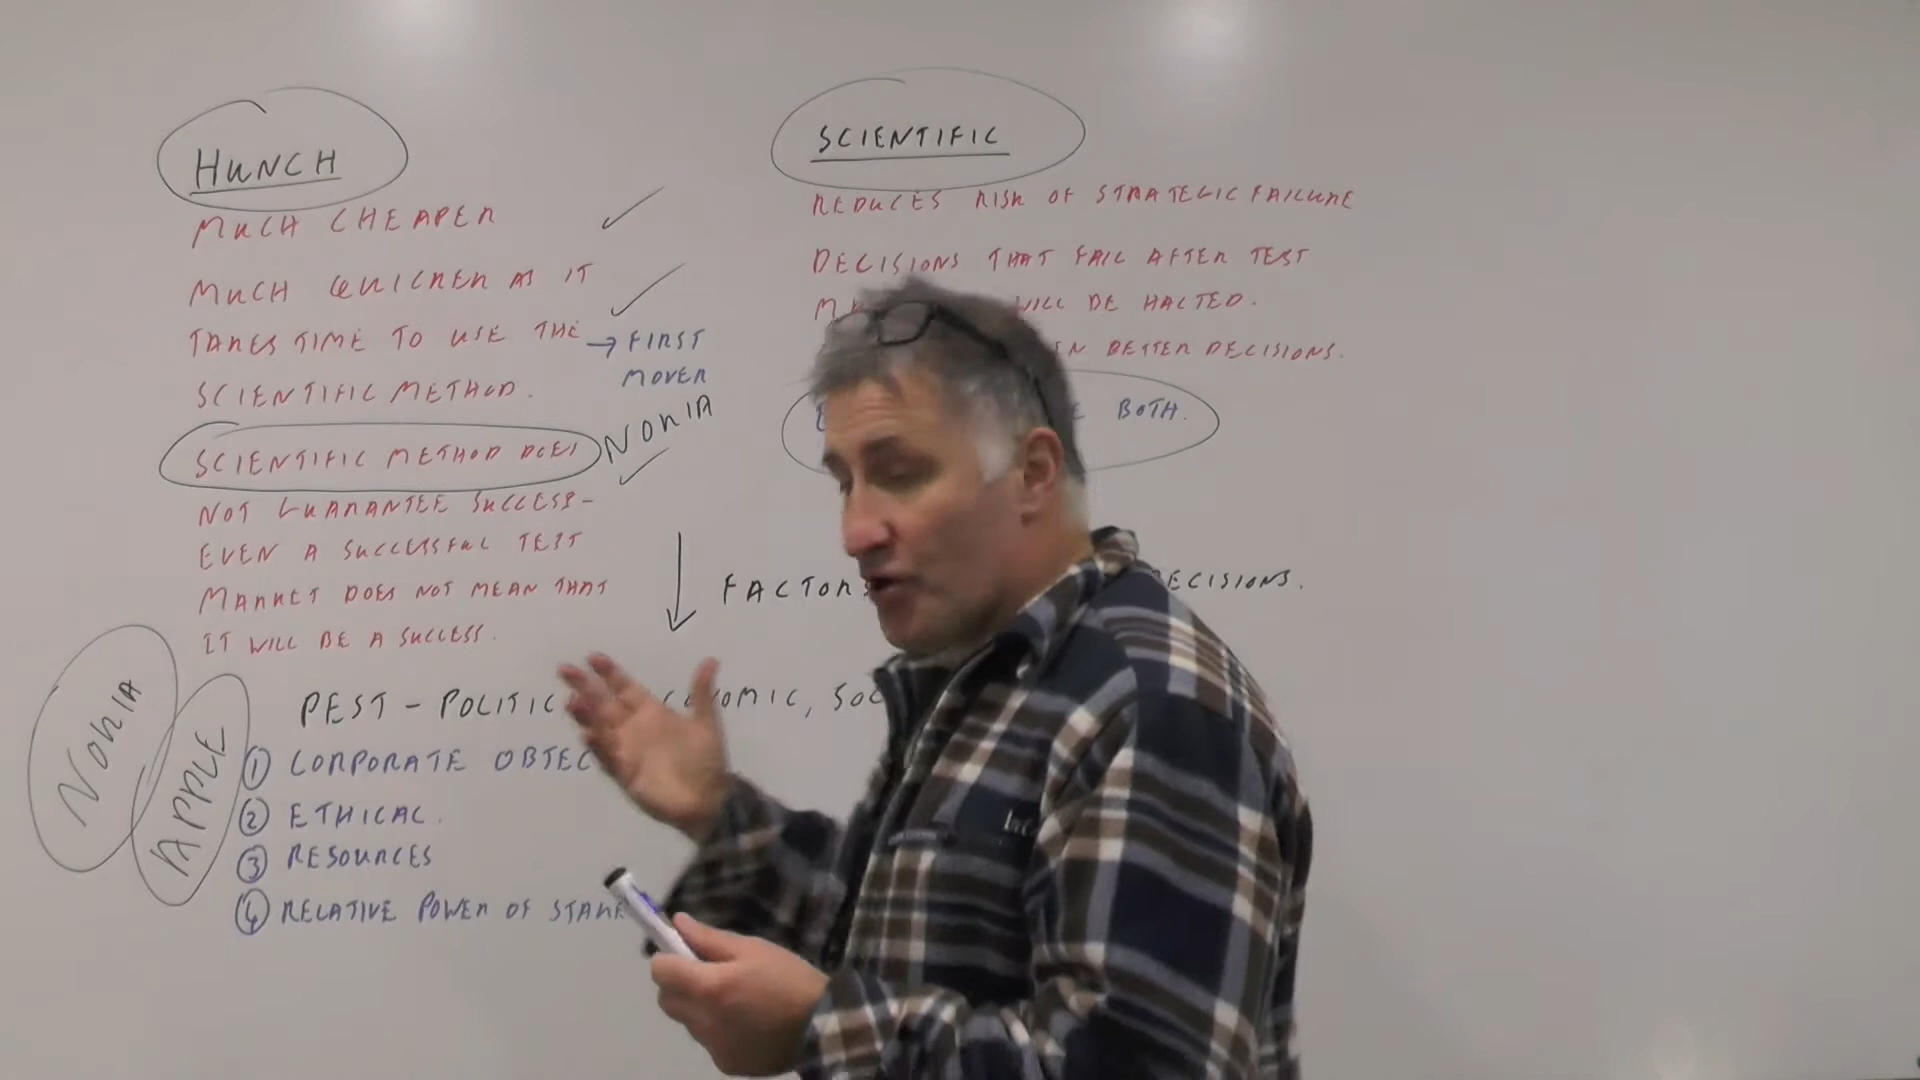 HUNCH
MUCH CHEAPER
MUCH QUICKER AS IT
TAKES TIME TO USE THE
SCIENTIFIC METHOD.
→ FIRST
MOVER
NOKIA
SCIENTIFIC METHOD DOES
NOT GUARANTEE SUCCESS-
EVEN A SUCCESSFUL TEST
MARKET DOES NOT MEAN THAT
IT WILL BE A SUCCESS.
SCIENTIFIC
REDUCES RISK OF STRATEGIC FAILURE
DECISIONS THAT FAIL AFTER TEST
WILL BE HALTED.
IN BETTER DECISIONS.
BOTH.
FACTORS DECISIONS.
PEST - POLITIC ECONOMIC, SOC
① CORPORATE OBJEC
② ETHICAL.
③ RESOURCES
④ RELATIVE POWER OF STAKE
NOKIA
APPLE